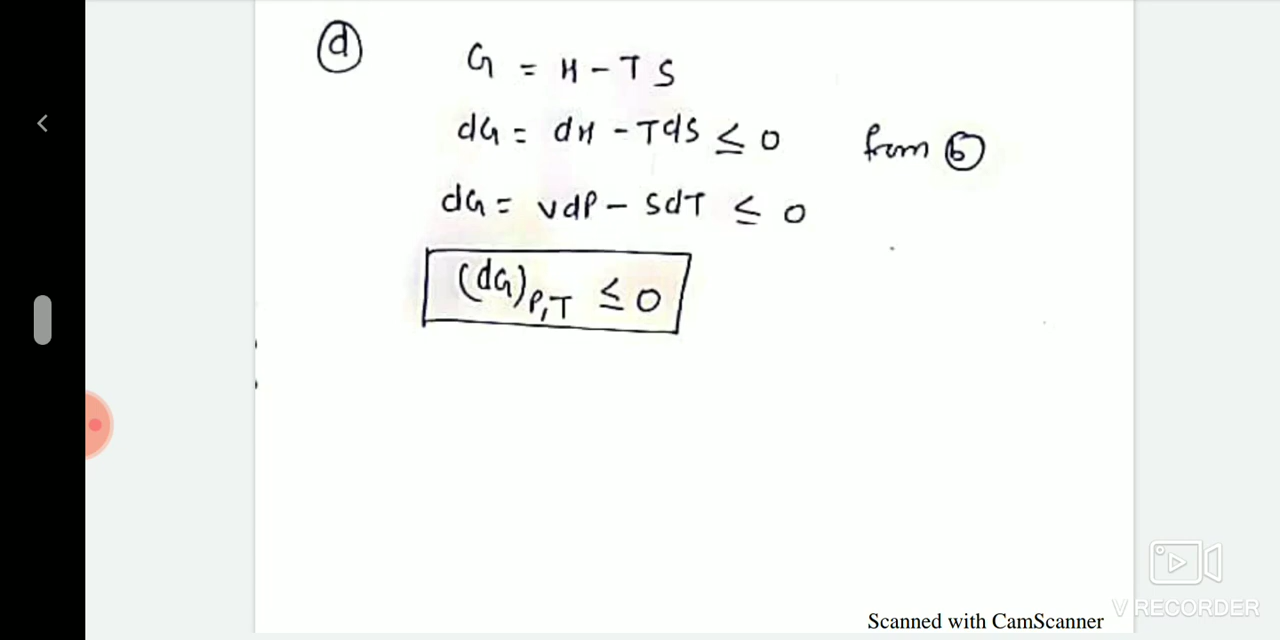 ⓓ G = H - TS
dG = dH - TdS ≤ 0 from ⓑ
dG = vdP - SdT ≤ 0
(dG)P,T ≤ 0
V RECORDER
Scanned with CamScanner